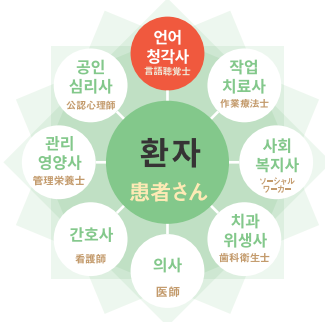 언어
청각사
言語聴覚士
작업
치료사
作業療法士
사회
복지사
ソーシャル
ワーカー
치과
위생사
歯科衛生士
의사
医師
간호사
看護師
관리
영양사
管理栄養士
공인
심리사
公認心理師
환자
患者さん